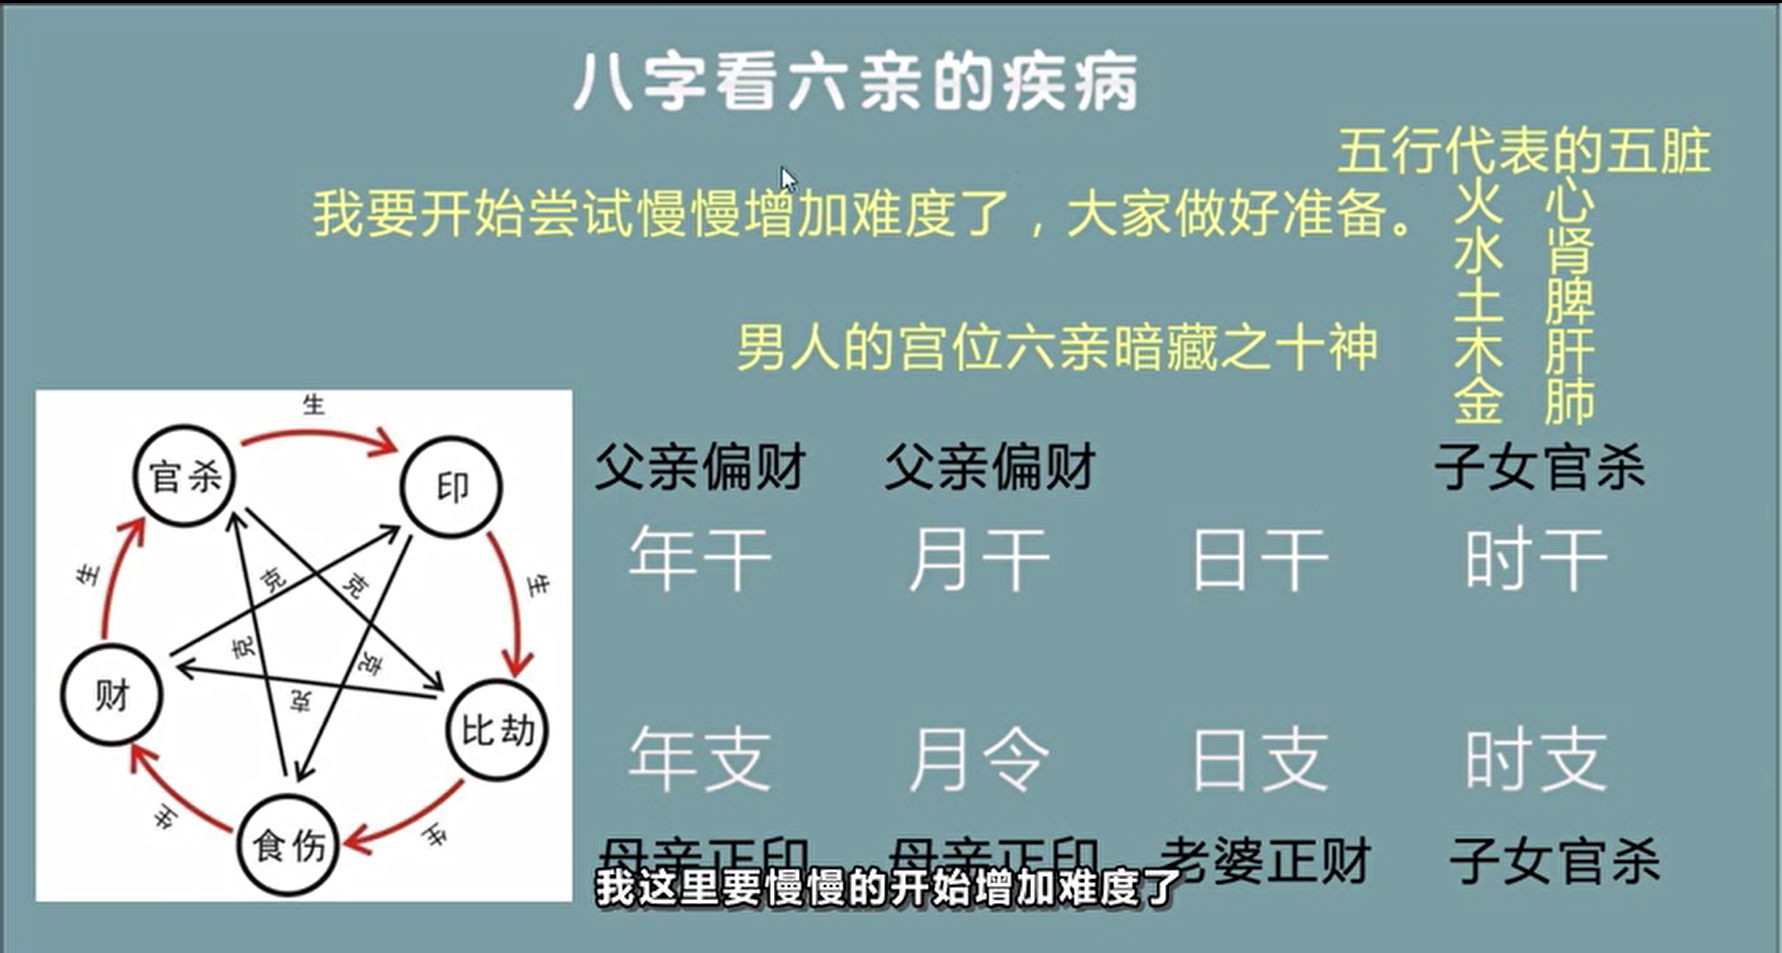 八字看六亲的疾病
五行代表的五脏
我要开始尝试慢慢增加难度了，大家做好准备。
火 心
水 肾
土 脾
木 肝
金 肺
男人的宫位六亲暗藏之十神
生
官杀
印
生
克
克
生
克
克
财
克
比劫
生
食伤
生
父亲偏财 父亲偏财 子女官杀
年干 月干 日干 时干
年支 月令 日支 时支
母亲正印 母亲正印 老婆正财 子女官杀
我这里要慢慢的开始增加难度了